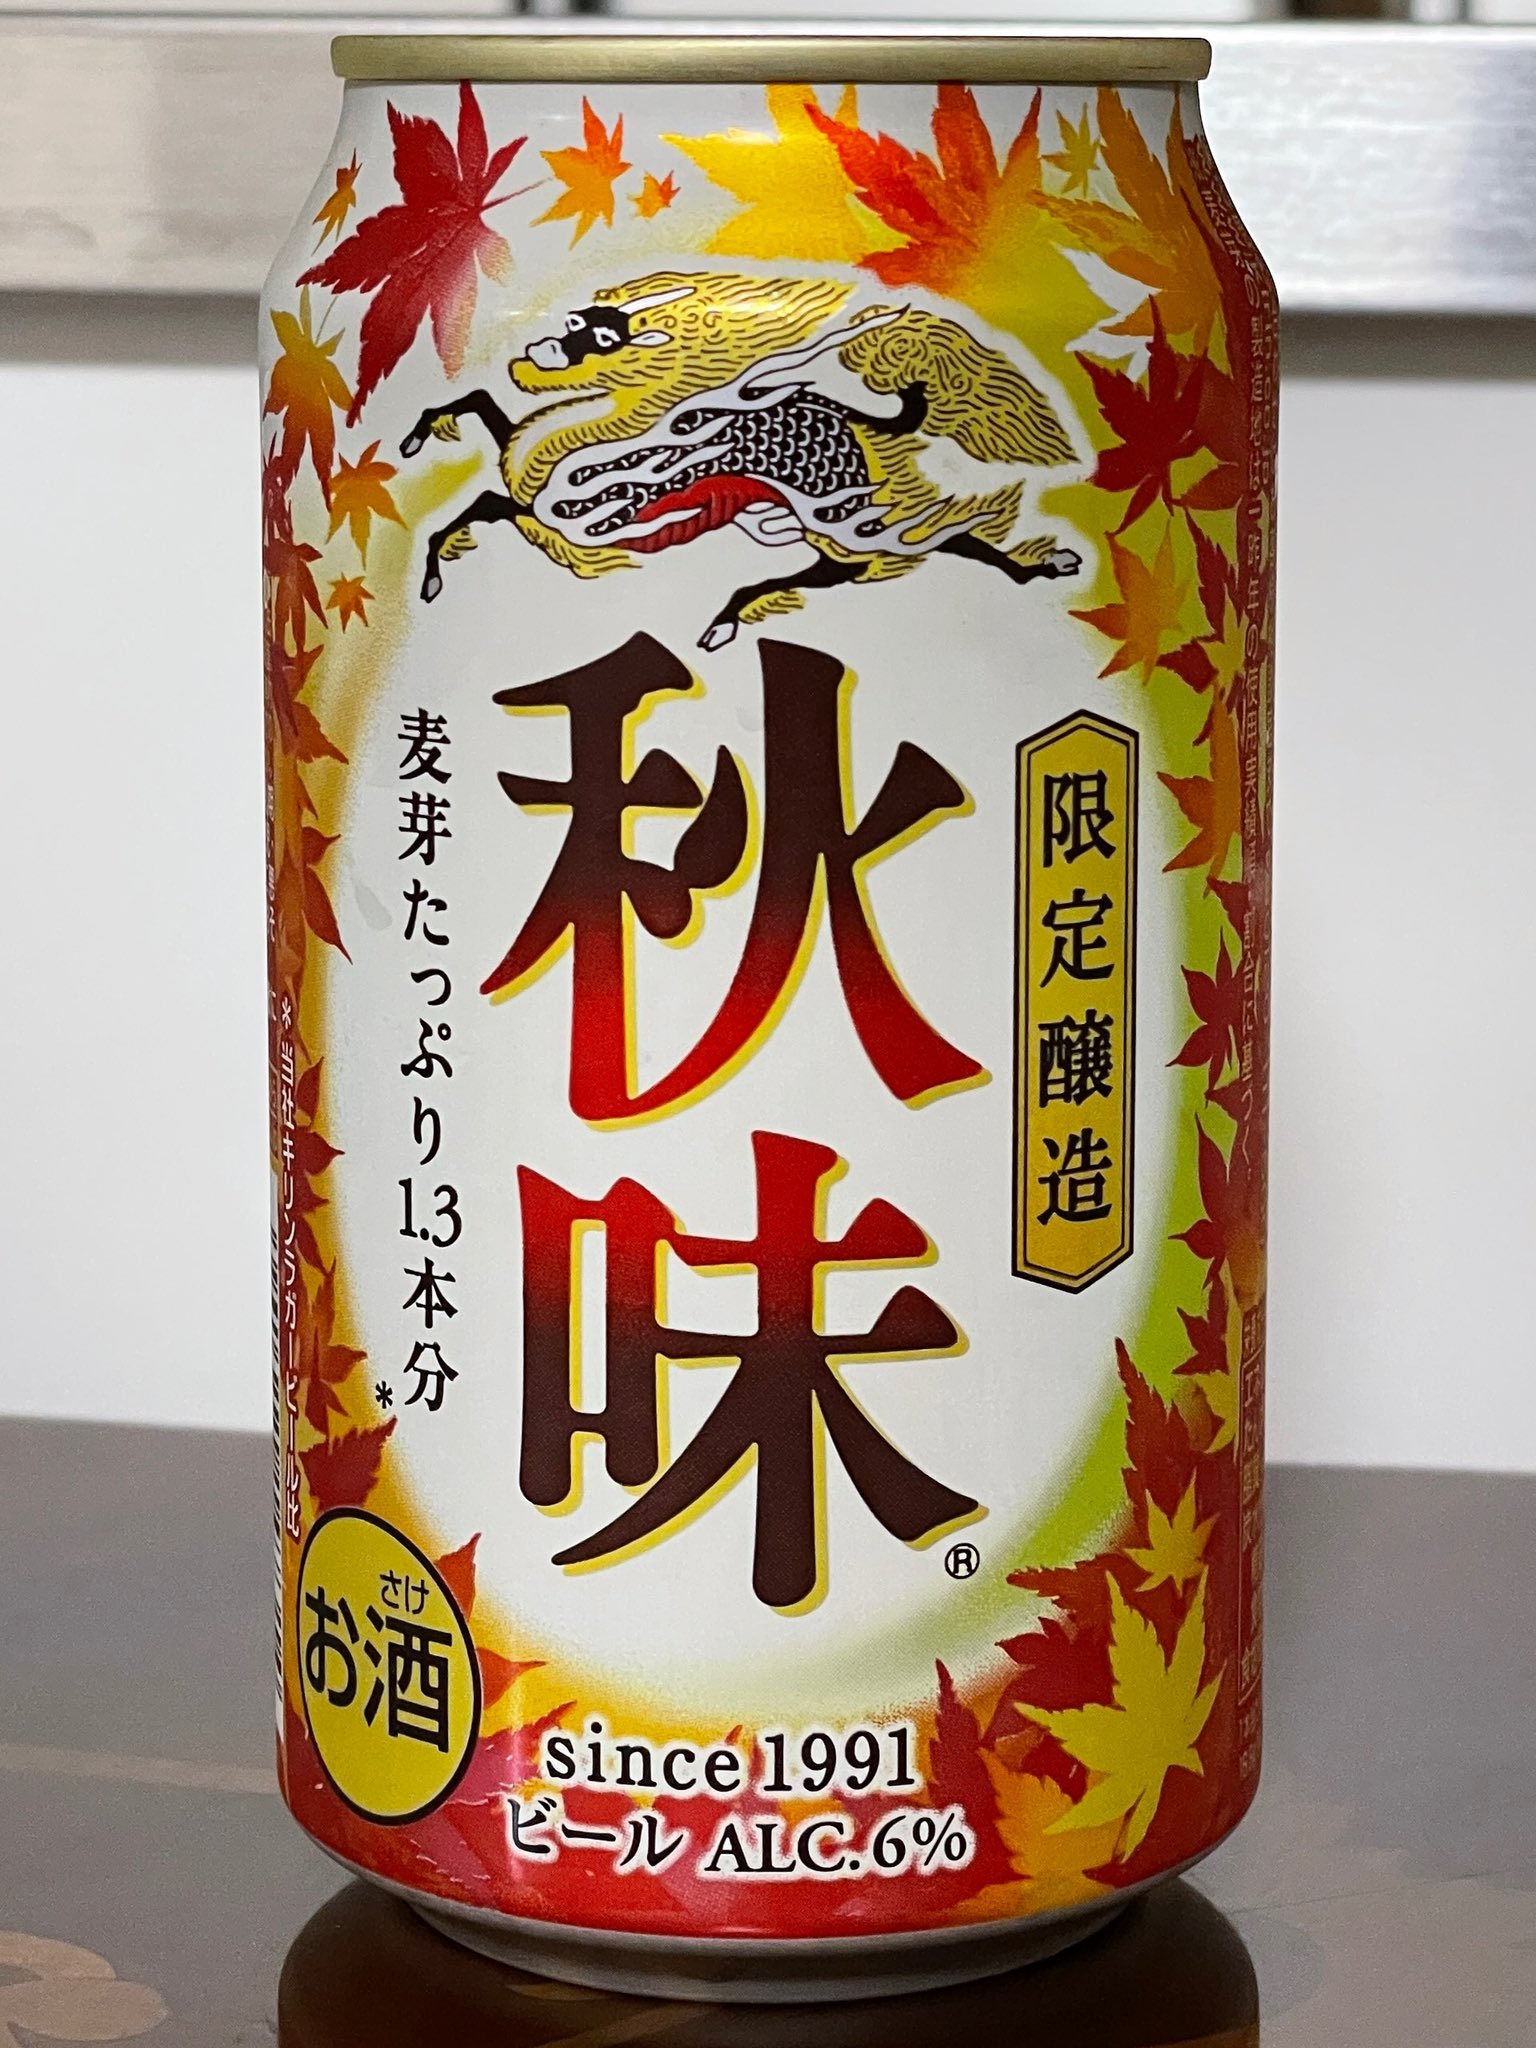 限定醸造
秋味
®
麦芽たっぷり1.3本分*
*当社キリンラガービール比
さけ
お酒
since 1991
ビール ALC.6%